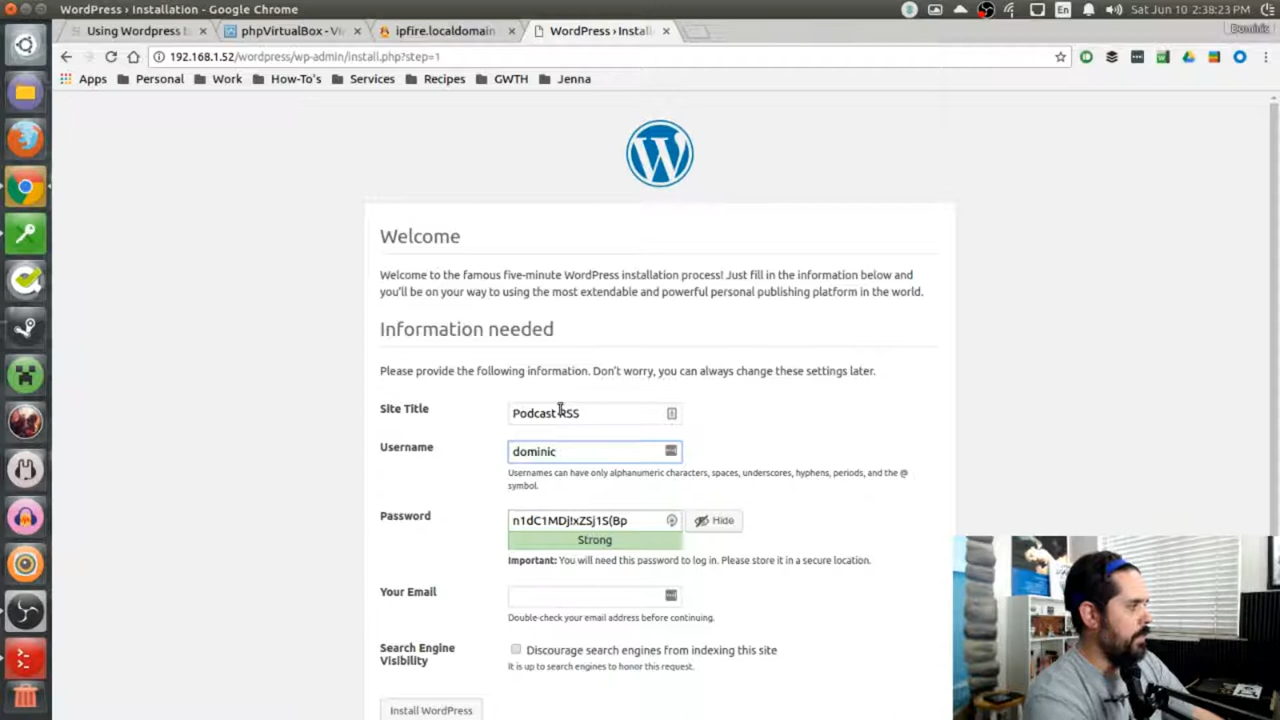 WordPress › Installation - Google Chrome
En
Sat Jun 10 2:38:23 PM
Using Wordpress t
phpVirtualBox - Vi
ipfire.localdomain
WordPress › Install
Dominic
192.168.1.52/wordpress/wp-admin/install.php?step=1
Apps
Personal
Work
How-To's
Services
Recipes
GWTH
Jenna
Welcome
Welcome to the famous five-minute WordPress installation process! Just fill in the information below and
you'll be on your way to using the most extendable and powerful personal publishing platform in the world.
Information needed
Please provide the following information. Don't worry, you can always change these settings later.
Site Title
Podcast RSS
Username
dominic
Usernames can have only alphanumeric characters, spaces, underscores, hyphens, periods, and the @
symbol.
Password
n1dC1MDj!xZSj1S(Bp
Hide
Strong
Important: You will need this password to log in. Please store it in a secure location.
Your Email
Double-check your email address before continuing.
Search Engine
Visibility
Discourage search engines from indexing this site
It is up to search engines to honor this request.
Install WordPress